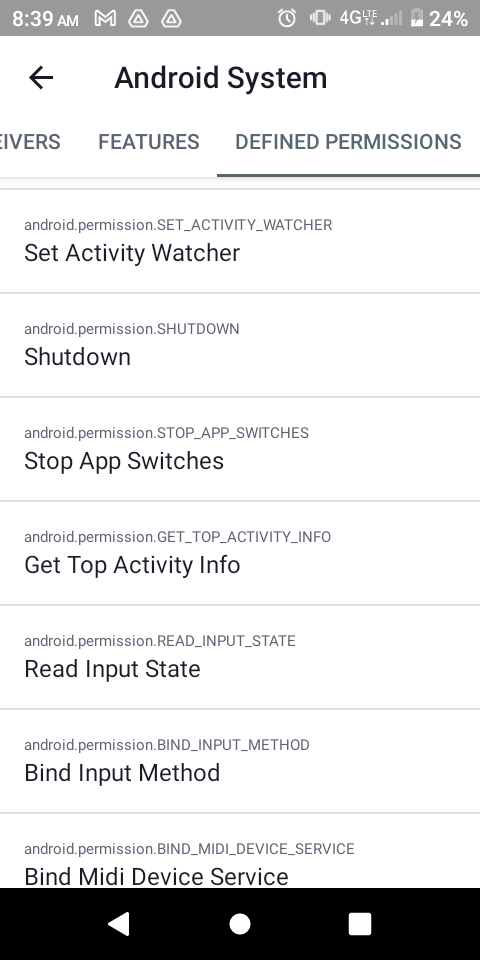 8:39 AM 4G LTE 24%
Android System
EIVERS FEATURES DEFINED PERMISSIONS
android.permission.SET_ACTIVITY_WATCHER
Set Activity Watcher
android.permission.SHUTDOWN
Shutdown
android.permission.STOP_APP_SWITCHES
Stop App Switches
android.permission.GET_TOP_ACTIVITY_INFO
Get Top Activity Info
android.permission.READ_INPUT_STATE
Read Input State
android.permission.BIND_INPUT_METHOD
Bind Input Method
android.permission.BIND_MIDI_DEVICE_SERVICE
Bind Midi Device Service